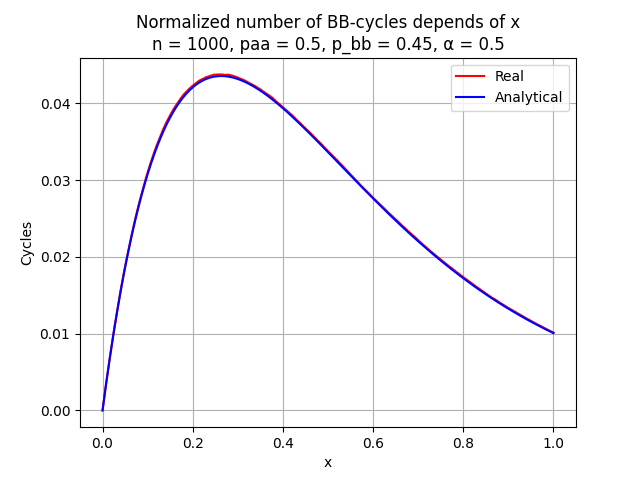 Normalized number of BB-cycles depends of x
n = 1000, paa = 0.5, p_bb = 0.45, α = 0.5
Real
Analytical
Cycles
0.04
0.03
0.02
0.01
0.00
0.0 0.2 0.4 0.6 0.8 1.0
x